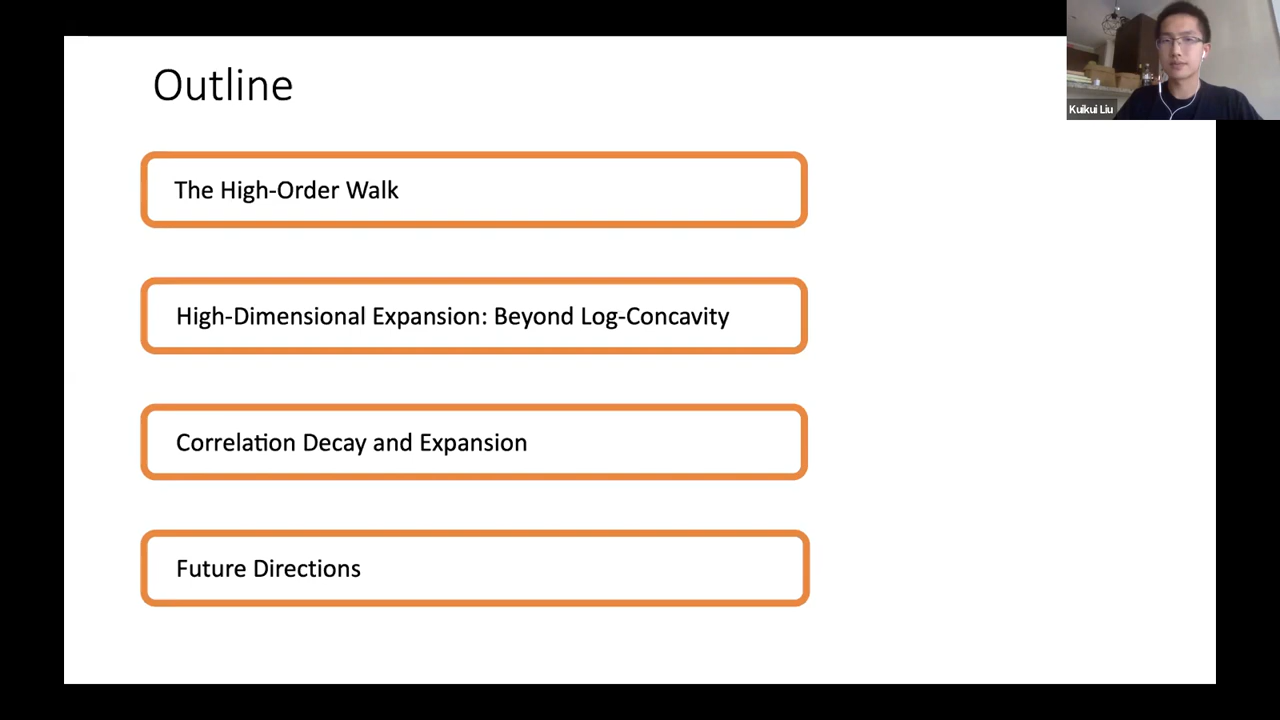 Outline
Kuikui Liu
The High-Order Walk
High-Dimensional Expansion: Beyond Log-Concavity
Correlation Decay and Expansion
Future Directions